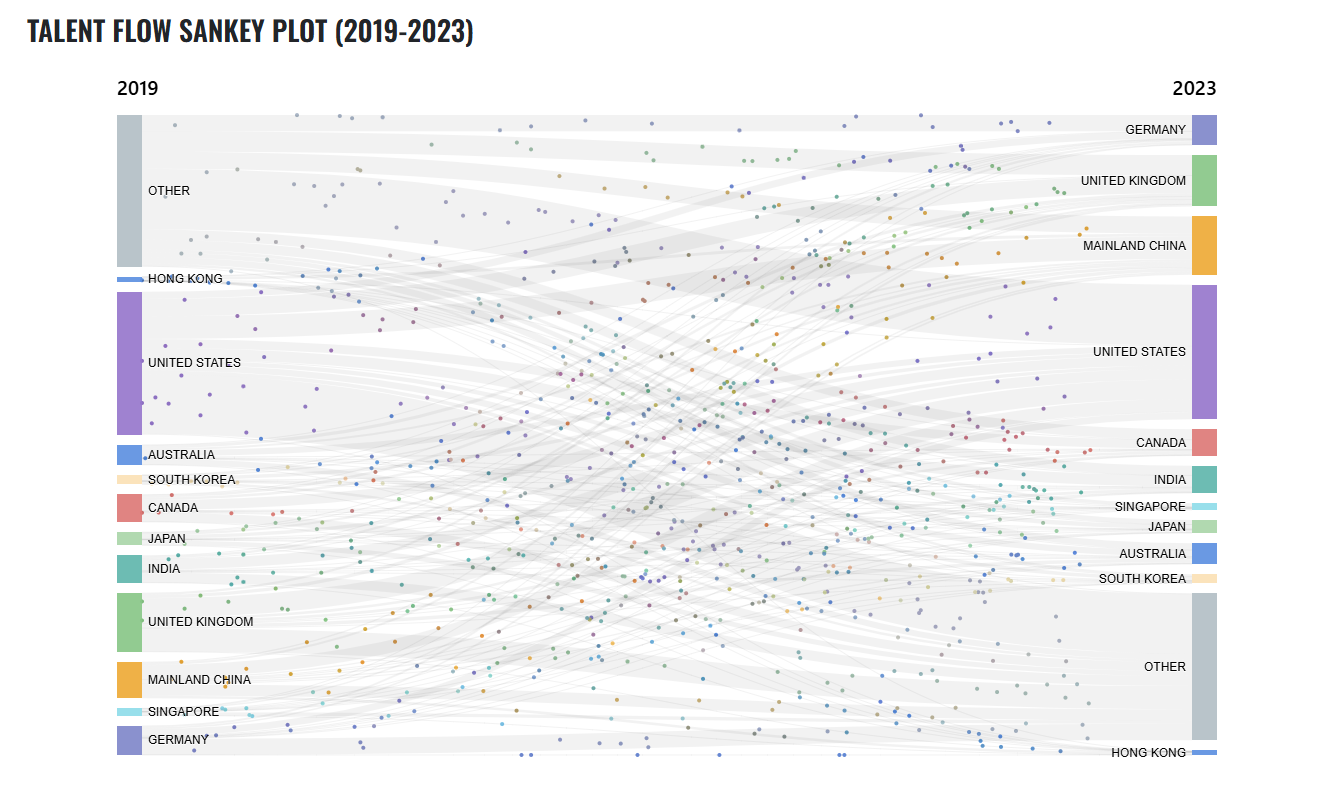 TALENT FLOW SANKEY PLOT (2019-2023)
2019
2023
OTHER
HONG KONG
UNITED STATES
AUSTRALIA
SOUTH KOREA
CANADA
JAPAN
INDIA
UNITED KINGDOM
MAINLAND CHINA
SINGAPORE
GERMANY
GERMANY
UNITED KINGDOM
MAINLAND CHINA
UNITED STATES
CANADA
INDIA
SINGAPORE
JAPAN
AUSTRALIA
SOUTH KOREA
OTHER
HONG KONG